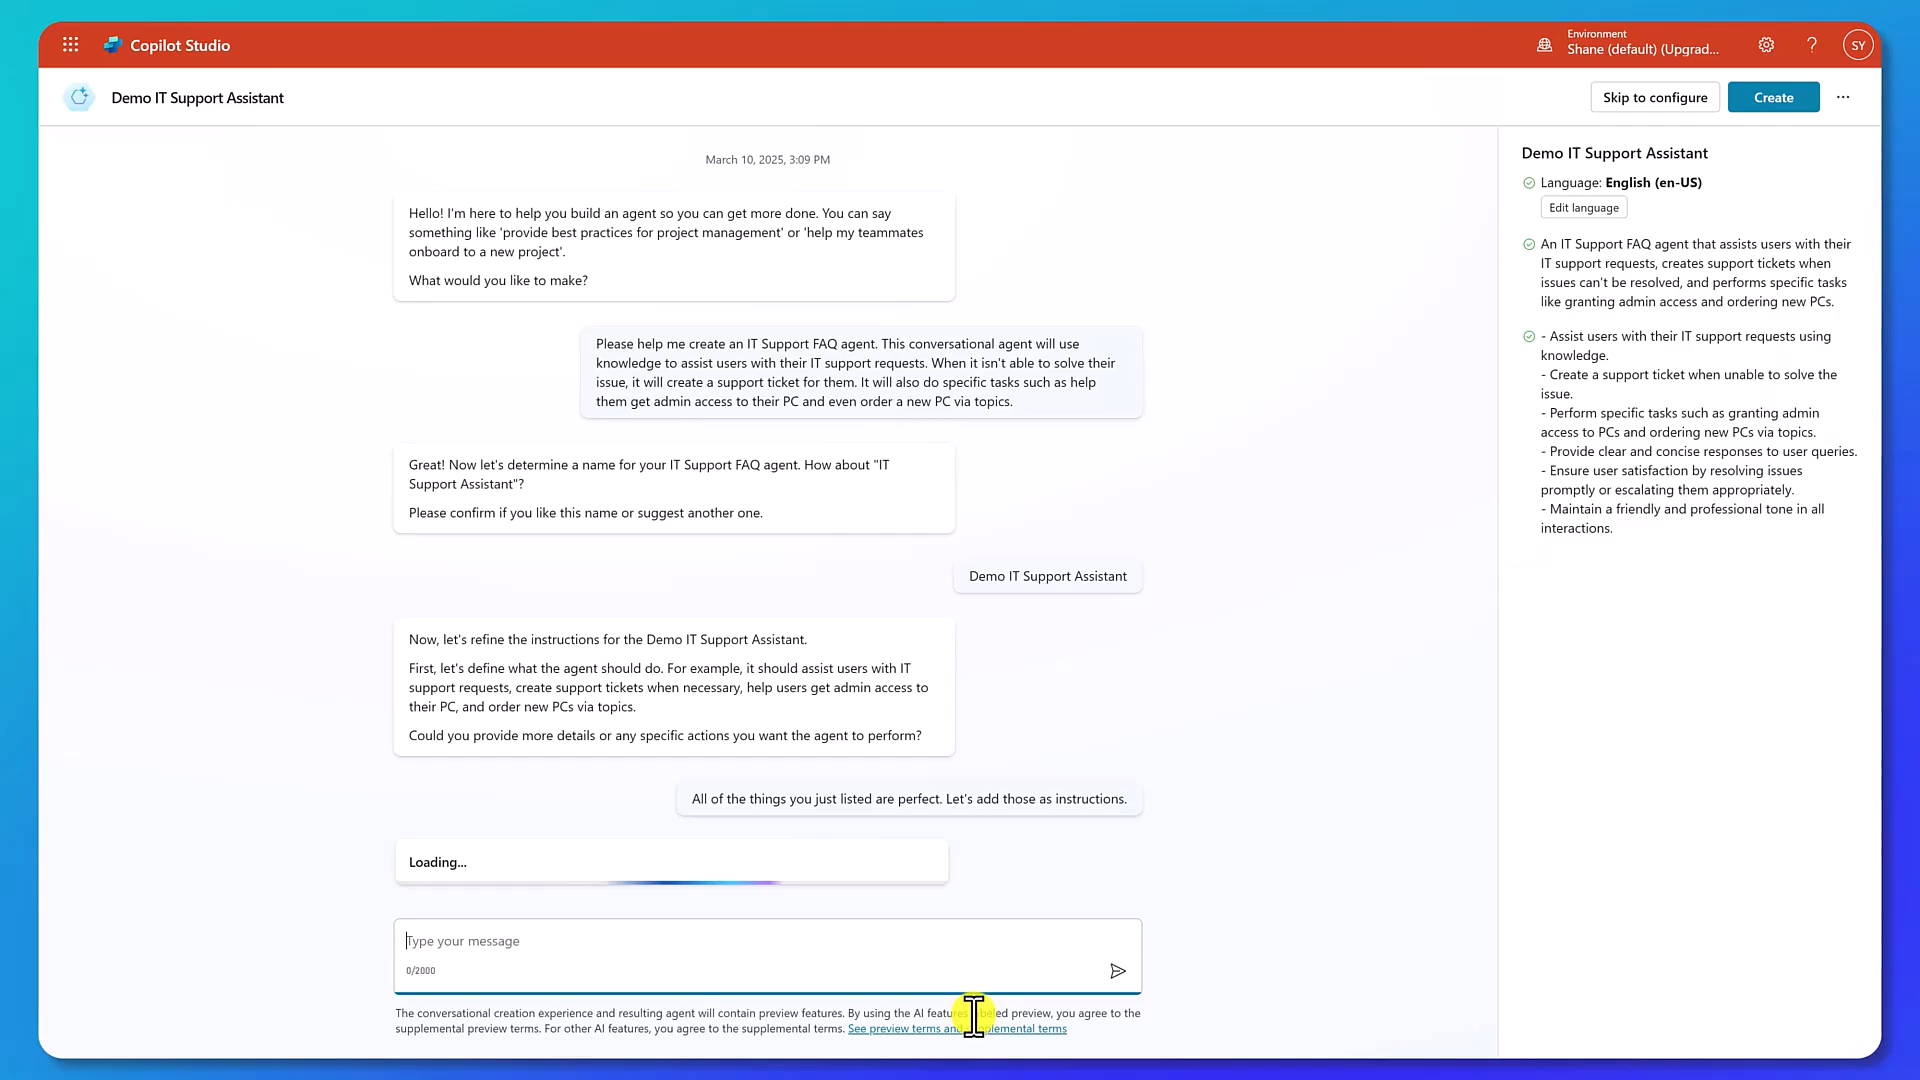 Copilot Studio
Environment
Shane (default) (Upgrad...
?
SY
Demo IT Support Assistant
Skip to configure
Create
...
March 10, 2025, 3:09 PM
Hello! I'm here to help you build an agent so you can get more done. You can say
something like 'provide best practices for project management' or 'help my teammates
onboard to a new project'.
What would you like to make?
Please help me create an IT Support FAQ agent. This conversational agent will use
knowledge to assist users with their IT support requests. When it isn't able to solve their
issue, it will create a support ticket for them. It will also do specific tasks such as help
them get admin access to their PC and even order a new PC via topics.
Great! Now let's determine a name for your IT Support FAQ agent. How about "IT
Support Assistant"?
Please confirm if you like this name or suggest another one.
Demo IT Support Assistant
Now, let's refine the instructions for the Demo IT Support Assistant.
First, let's define what the agent should do. For example, it should assist users with IT
support requests, create support tickets when necessary, help users get admin access to
their PC, and order new PCs via topics.
Could you provide more details or any specific actions you want the agent to perform?
All of the things you just listed are perfect. Let's add those as instructions.
Loading...
Type your message
0/2000
The conversational creation experience and resulting agent will contain preview features. By using the AI features labeled preview, you agree to the
supplemental preview terms. For other AI features, you agree to the supplemental terms. See preview terms and supplemental terms
Demo IT Support Assistant
Language: English (en-US)
Edit language
An IT Support FAQ agent that assists users with their
IT support requests, creates support tickets when
issues can't be resolved, and performs specific tasks
like granting admin access and ordering new PCs.
- Assist users with their IT support requests using
knowledge.
- Create a support ticket when unable to solve the
issue.
- Perform specific tasks such as granting admin
access to PCs and ordering new PCs via topics.
- Provide clear and concise responses to user queries.
- Ensure user satisfaction by resolving issues
promptly or escalating them appropriately.
- Maintain a friendly and professional tone in all
interactions.